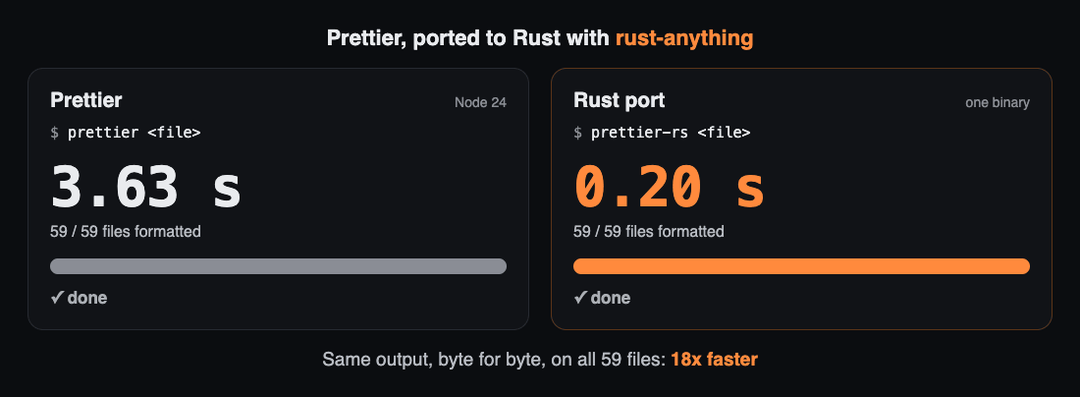 Prettier, ported to Rust with rust-anything
Prettier
Node 24
$ prettier <file>
3.63 s
59 / 59 files formatted
✓ done
Rust port
one binary
$ prettier-rs <file>
0.20 s
59 / 59 files formatted
✓ done
Same output, byte for byte, on all 59 files: 18x faster